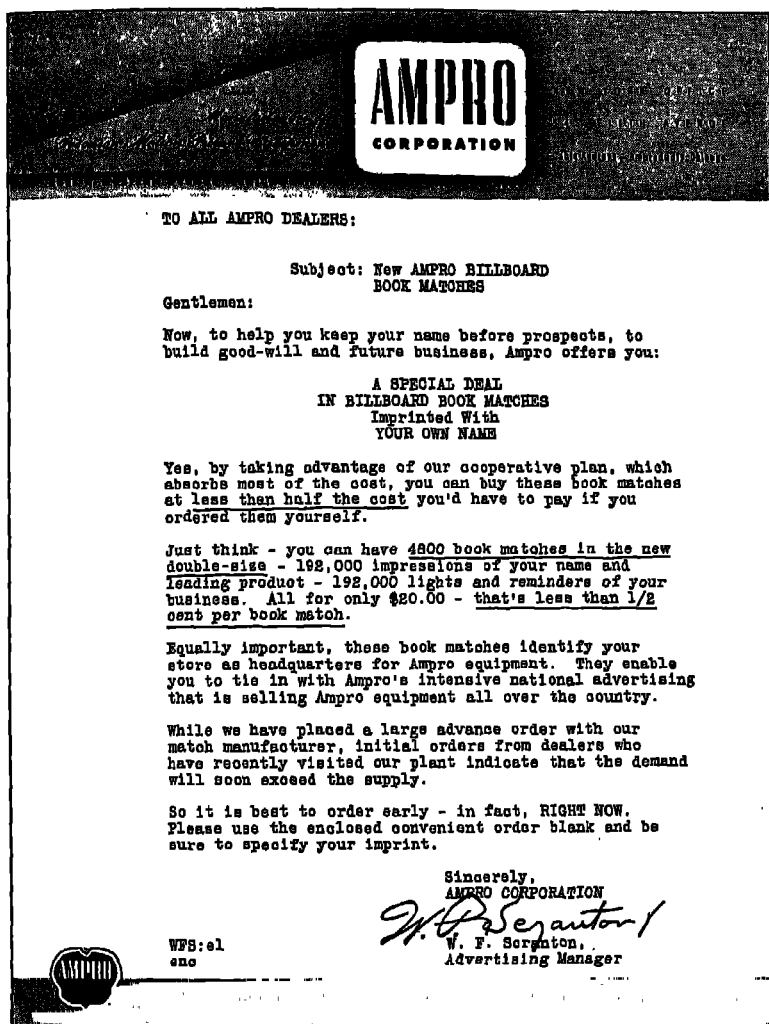 AMPRO
CORPORATION
TO ALL AMPRO DEALERS:
Subject: New AMPRO BILLBOARD
BOOK MATCHES
Gentlemen:
Now, to help you keep your name before prospects, to
build good-will and future business, Ampro offers you:
A SPECIAL DEAL
IN BILLBOARD BOOK MATCHES
Imprinted With
YOUR OWN NAME
Yes, by taking advantage of our cooperative plan, which
absorbs most of the cost, you can buy these book matches
at less than half the cost you'd have to pay if you
ordered them yourself.
Just think - you can have 4800 book matches in the new
double-size - 192,000 impressions of your name and
leading product - 192,000 lights and reminders of your
business. All for only $20.00 - that's less than 1/2
cent per book match.
Equally important, these book matches identify your
store as headquarters for Ampro equipment. They enable
you to tie in with Ampro's intensive national advertising
that is selling Ampro equipment all over the country.
While we have placed a large advance order with our
match manufacturer, initial orders from dealers who
have recently visited our plant indicate that the demand
will soon exceed the supply.
So it is best to order early - in fact, RIGHT NOW.
Please use the enclosed convenient order blank and be
sure to specify your imprint.
Sincerely,
AMPRO CORPORATION
W. F. Scranton
W. F. Scranton,
Advertising Manager
WFS:el
enc
AMPRO